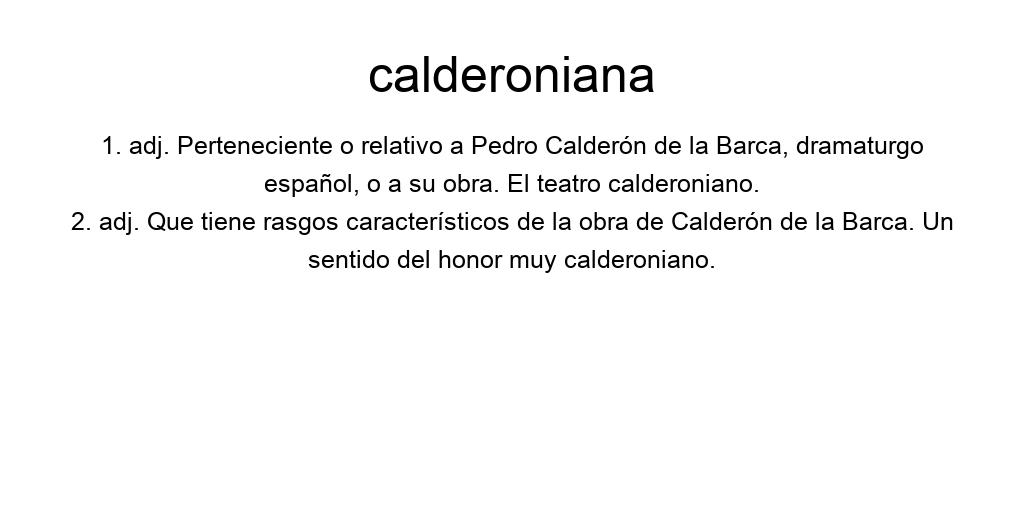 calderoniana
1. adj. Perteneciente o relativo a Pedro Calderón de la Barca, dramaturgo
español, o a su obra. El teatro calderoniano.
2. adj. Que tiene rasgos característicos de la obra de Calderón de la Barca. Un
sentido del honor muy calderoniano.